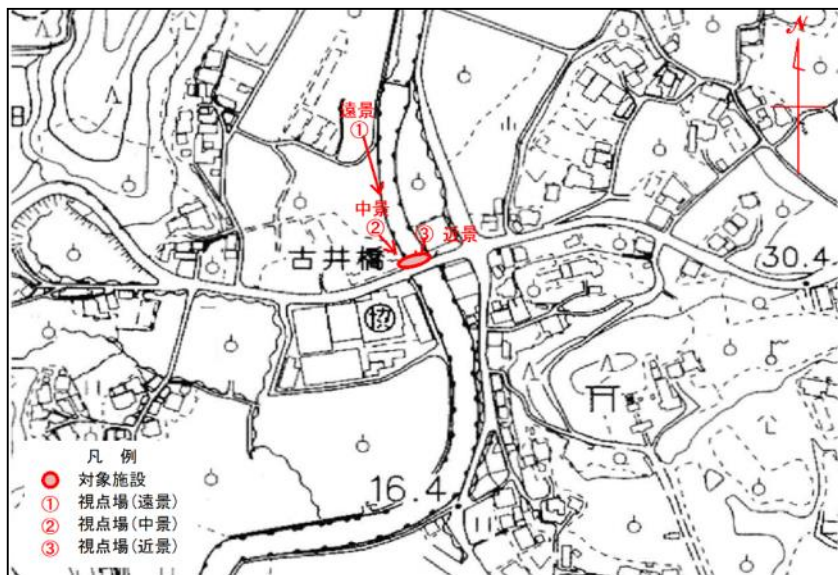 N
遠景
①
中景
②
③ 近景
古井橋
30.4
協
16.4
凡 例
対象施設
① 視点場(遠景)
② 視点場(中景)
③ 視点場(近景)